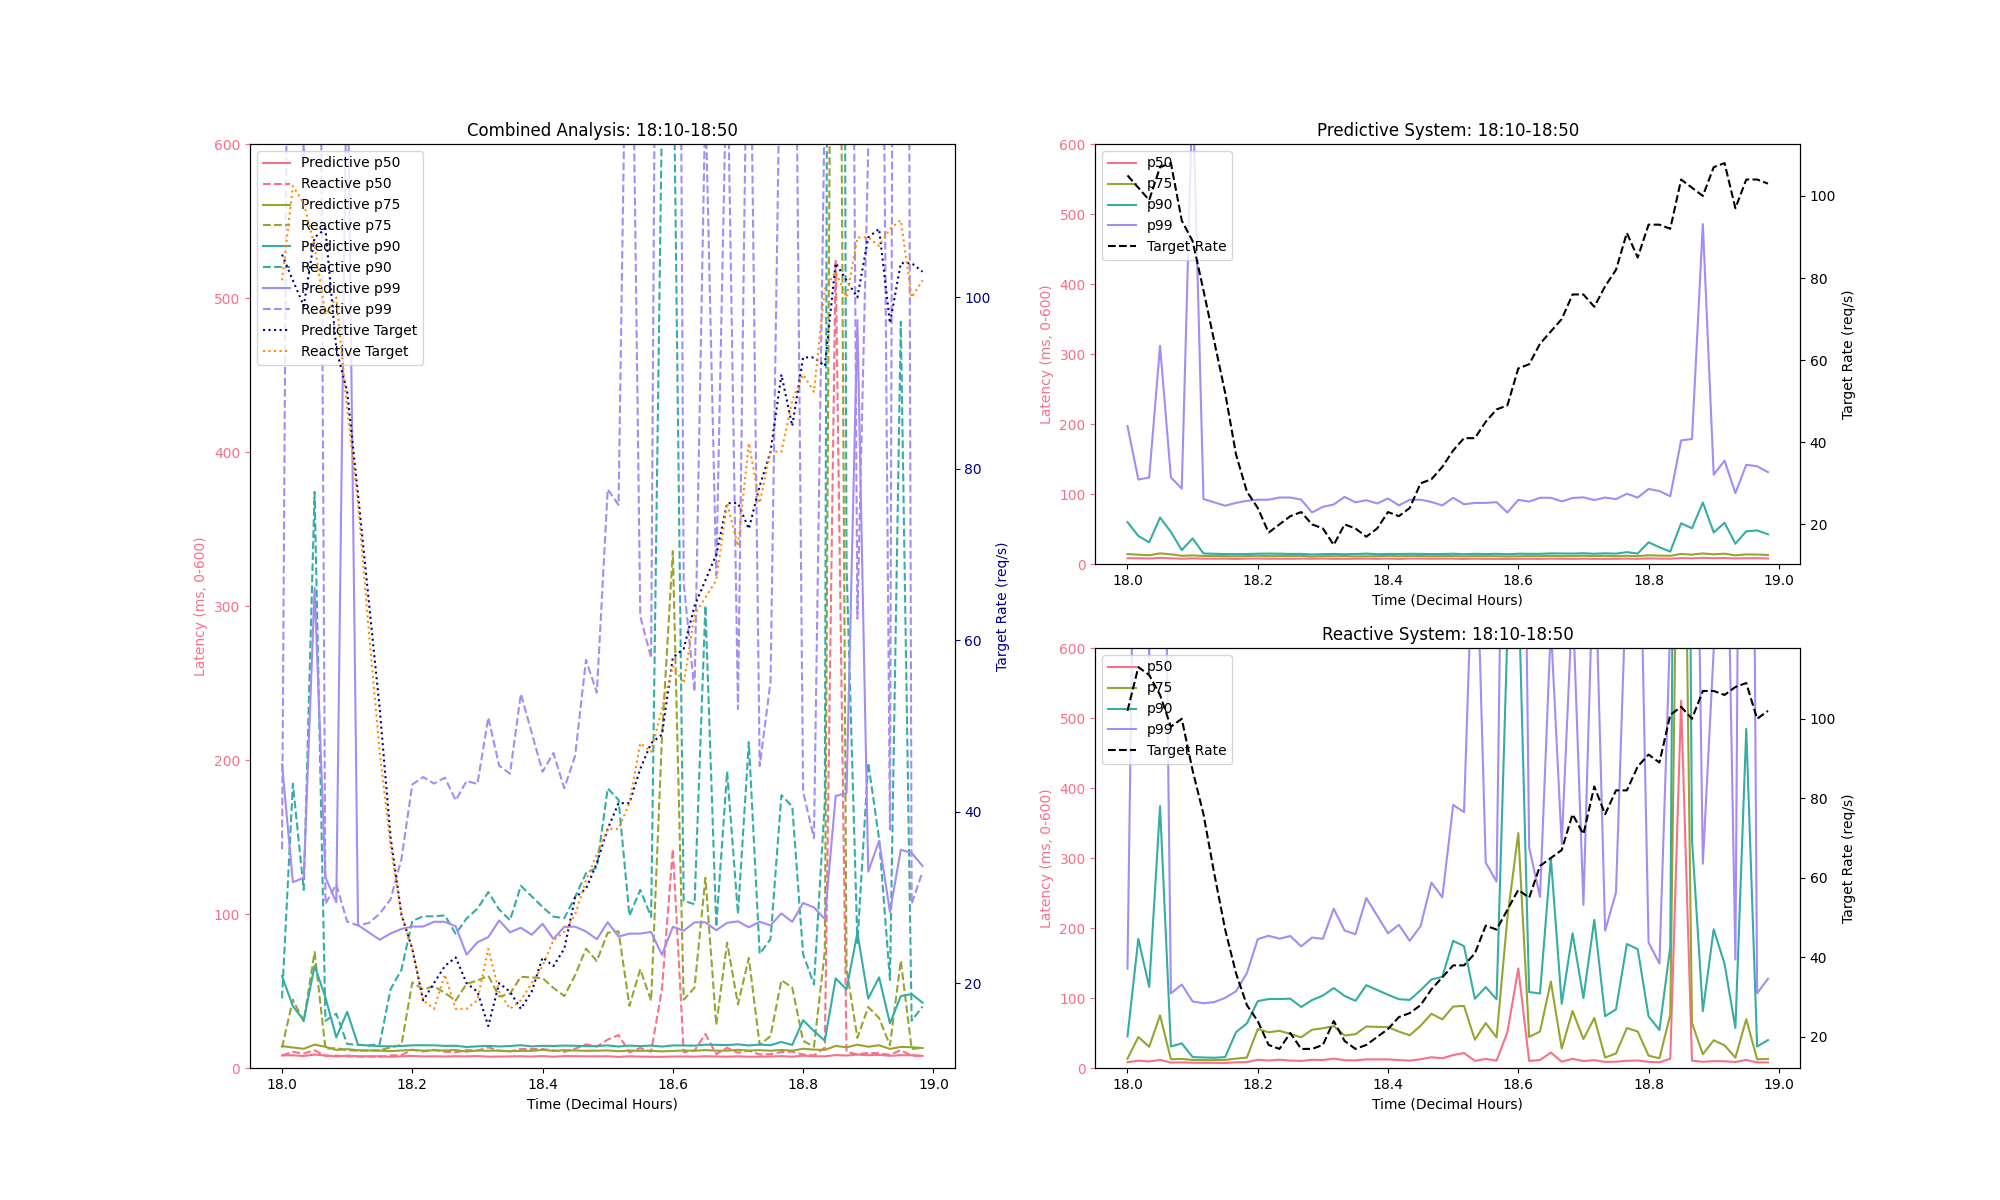 Combined Analysis: 18:10-18:50
600
500
400
300
200
100
0
Latency (ms, 0-600)
Predictive p50
Reactive p50
Predictive p75
Reactive p75
Predictive p90
Reactive p90
Predictive p99
Reactive p99
Predictive Target
Reactive Target
100
80
60
40
20
Target Rate (req/s)
18.0 18.2 18.4 18.6 18.8 19.0
Time (Decimal Hours)
Predictive System: 18:10-18:50
600
500
400
300
200
100
0
Latency (ms, 0-600)
p50
p75
p90
p99
Target Rate
100
80
60
40
20
Target Rate (req/s)
18.0 18.2 18.4 18.6 18.8 19.0
Time (Decimal Hours)
Reactive System: 18:10-18:50
600
500
400
300
200
100
0
Latency (ms, 0-600)
p50
p75
p90
p99
Target Rate
100
80
60
40
20
Target Rate (req/s)
18.0 18.2 18.4 18.6 18.8 19.0
Time (Decimal Hours)